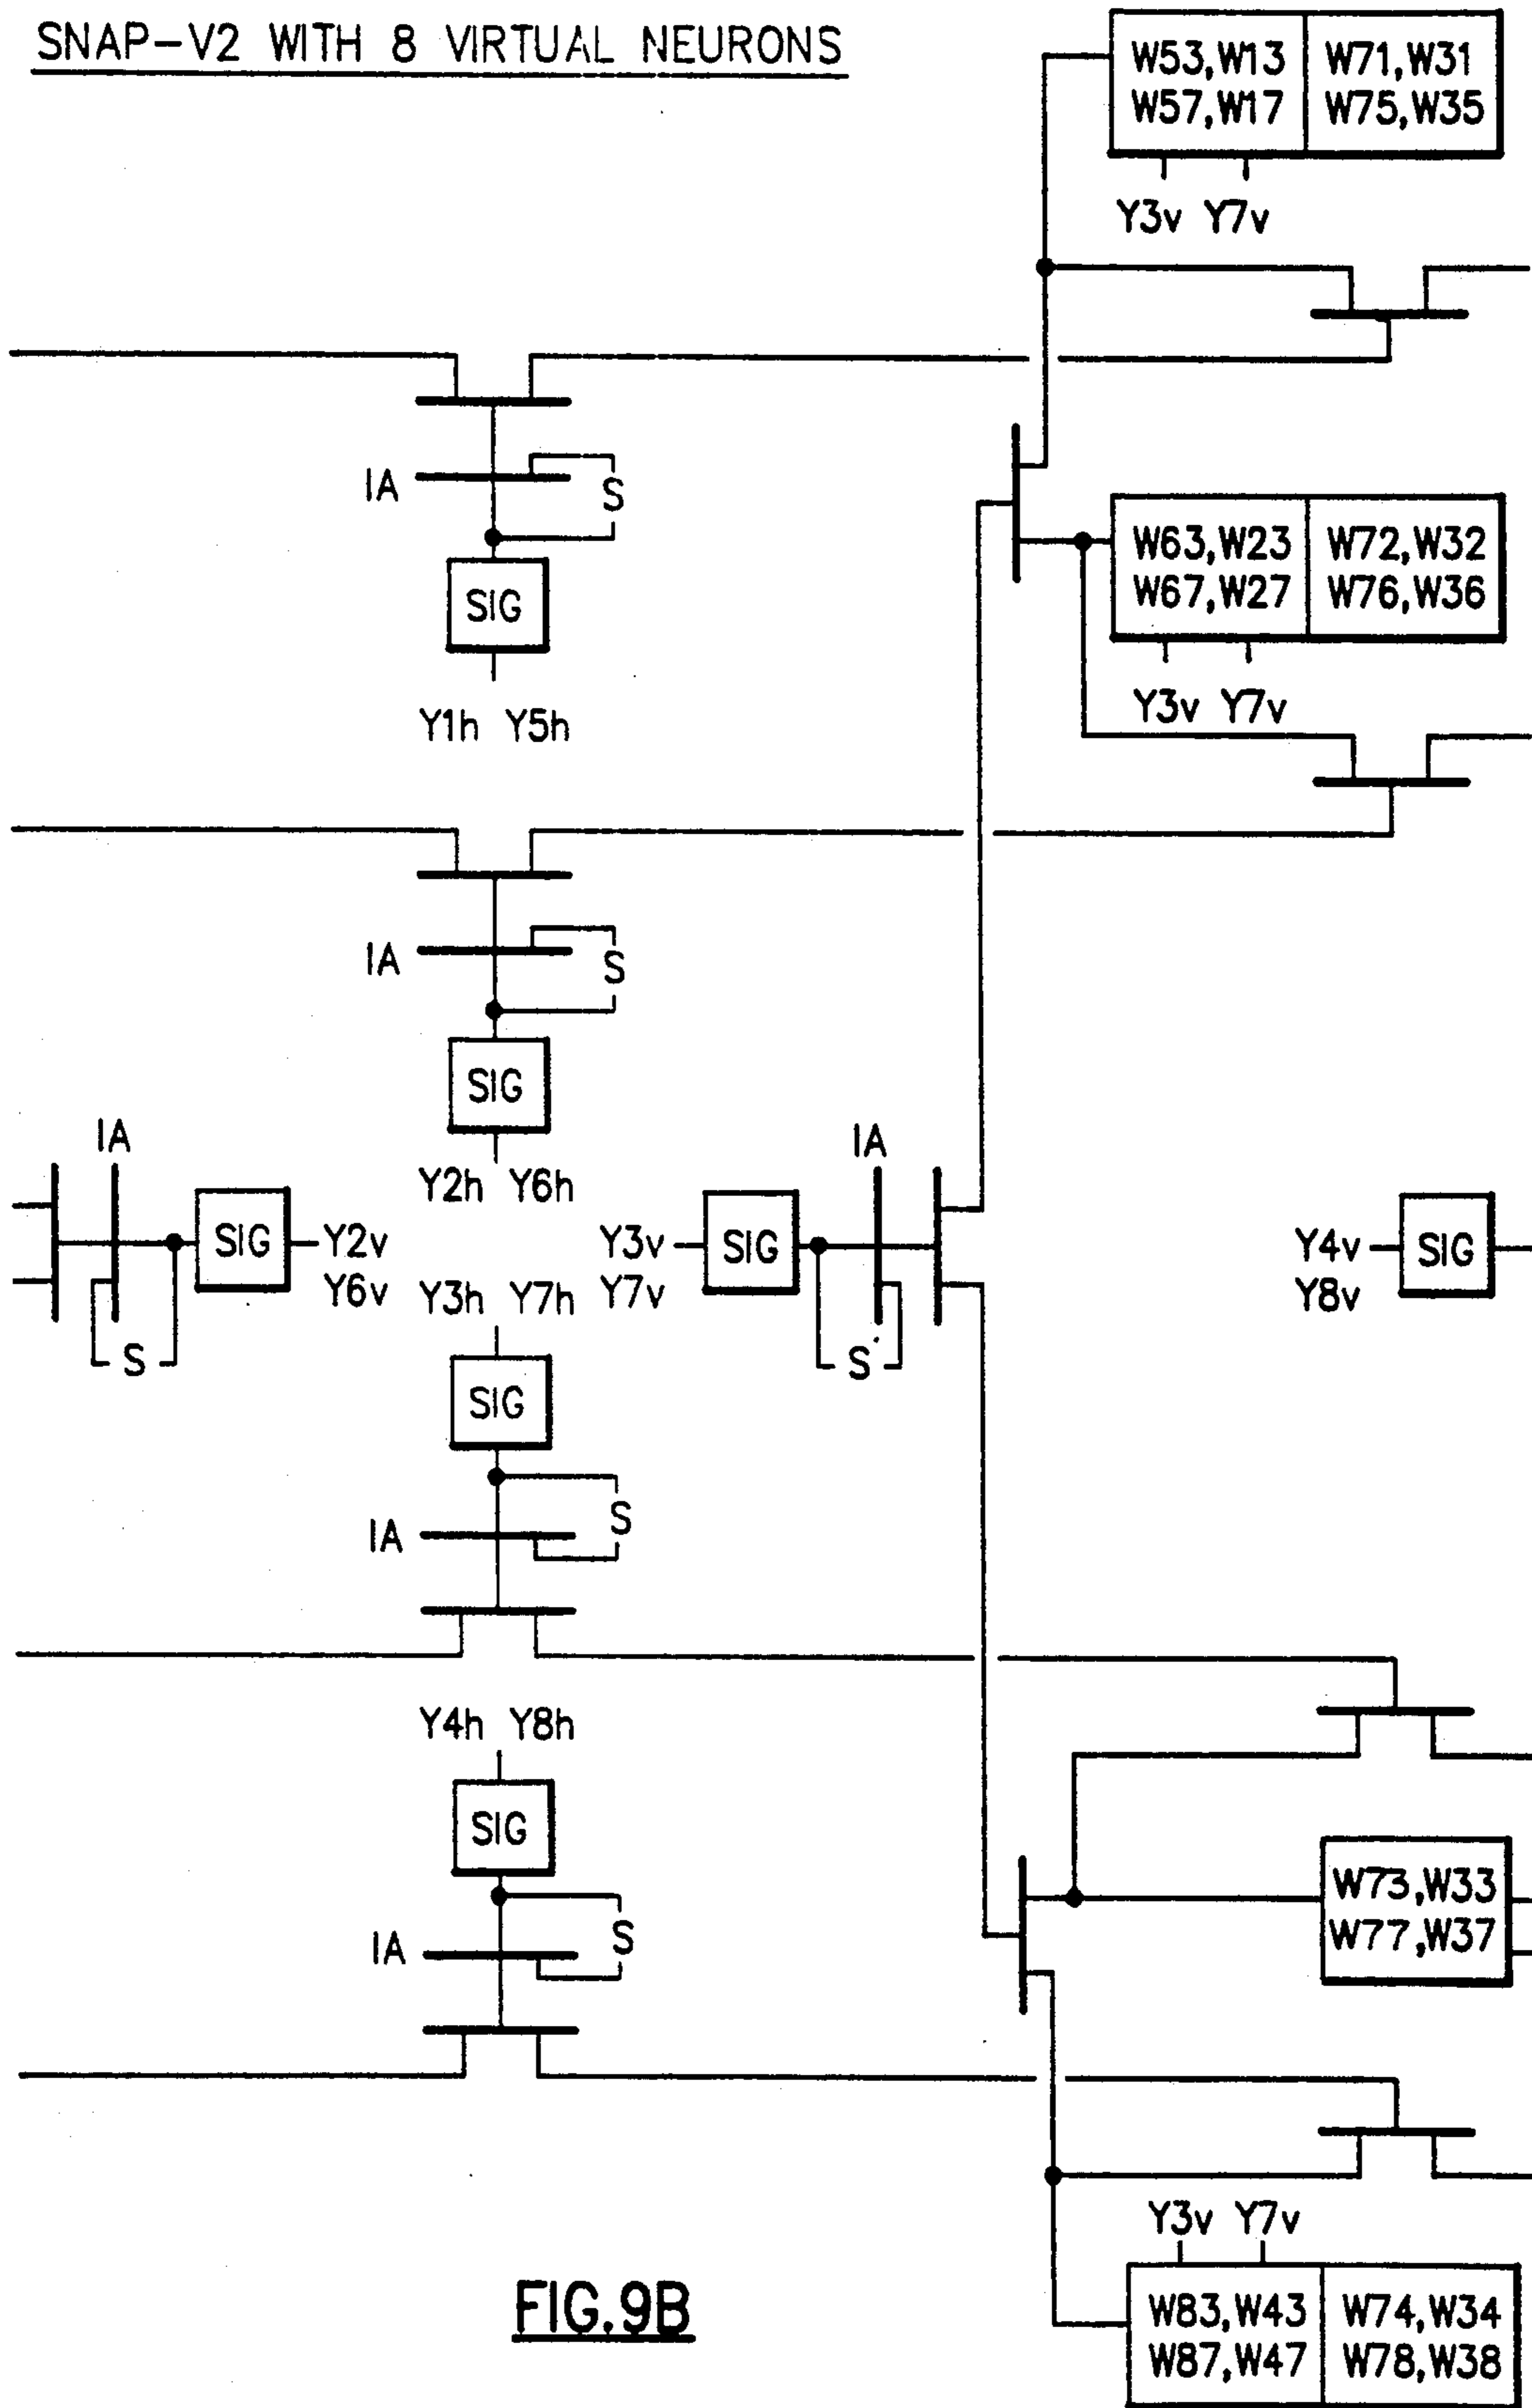 SNAP-V2 WITH 8 VIRTUAL NEURONS
W53,W13 W71,W31
W57,W17 W75,W35
Y3v Y7v
IA S
SIG
Y1h Y5h
W63,W23 W72,W32
W67,W27 W76,W36
Y3v Y7v
IA S
SIG
Y2h Y6h
IA
SIG
Y2v
Y6v
S
IA
Y3v
Y7v
SIG
S
Y4v
Y8v
SIG
Y3h Y7h
SIG
IA S
Y4h Y8h
SIG
IA S
W73,W33
W77,W37
Y3v Y7v
W83,W43 W74,W34
W87,W47 W78,W38
FIG.9B